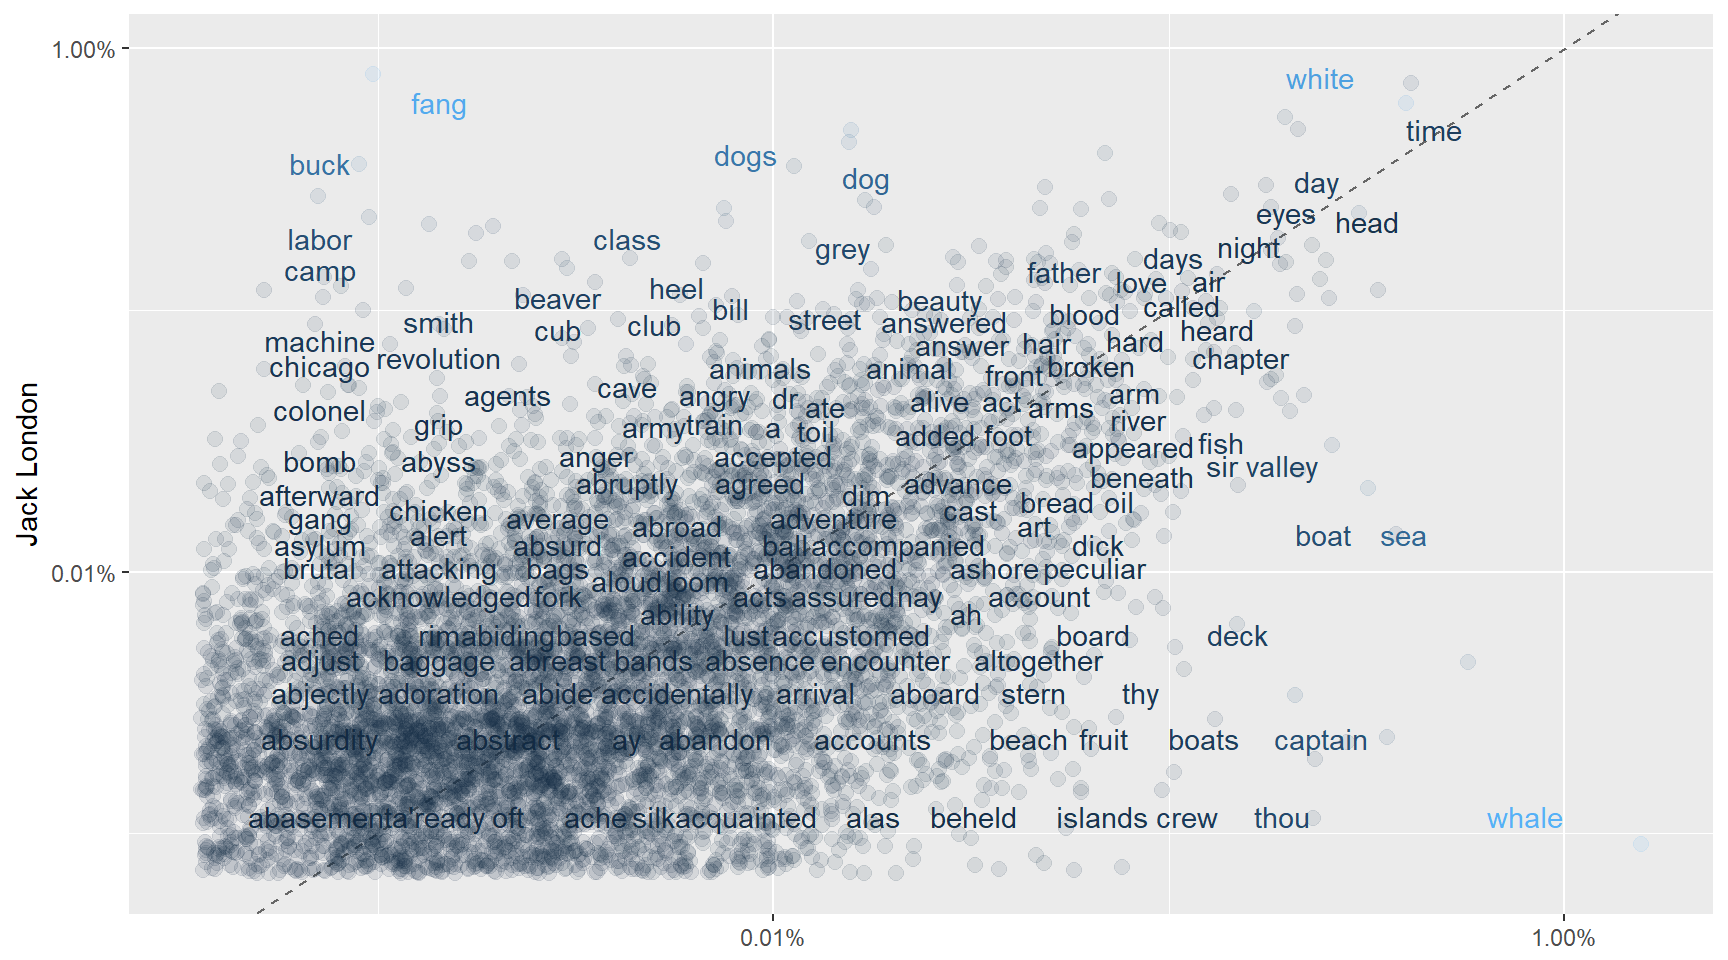 1.00%
white
fang
time
dogs
buck
dog
day
eyes head
labor class
grey night
camp father days
love air
beaver heel
beauty
bill blood called
smith street answered
cub club heard
machine answer hair hard
chicago revolution chapter
animals animal front broken
agents cave angry dr arm
colonel ate alive act arms
grip army train a toil river
added foot fish
bomb abyss anger accepted appeared
sir valley
abruptly agreed advance beneath
afterward dim
chicken cast bread oil
gang average abroad adventure art
alert boat sea
asylum absurd ball accompanied dick
accident
0.01% brutal attacking bags abandoned ashore peculiar
aloud loom
acknowledged fork acts assured nay account
ability ah
ached rim abiding based lust accustomed board deck
adjust baggage abreast bands absence encounter altogether
abjectly adoration abide accidentally arrival aboard stern thy
absurdity abstract ay abandon accounts beach fruit boats captain
abasement a'ready oft ache silk acquainted alas beheld islands crew thou whale
0.01% 1.00%
Jack London